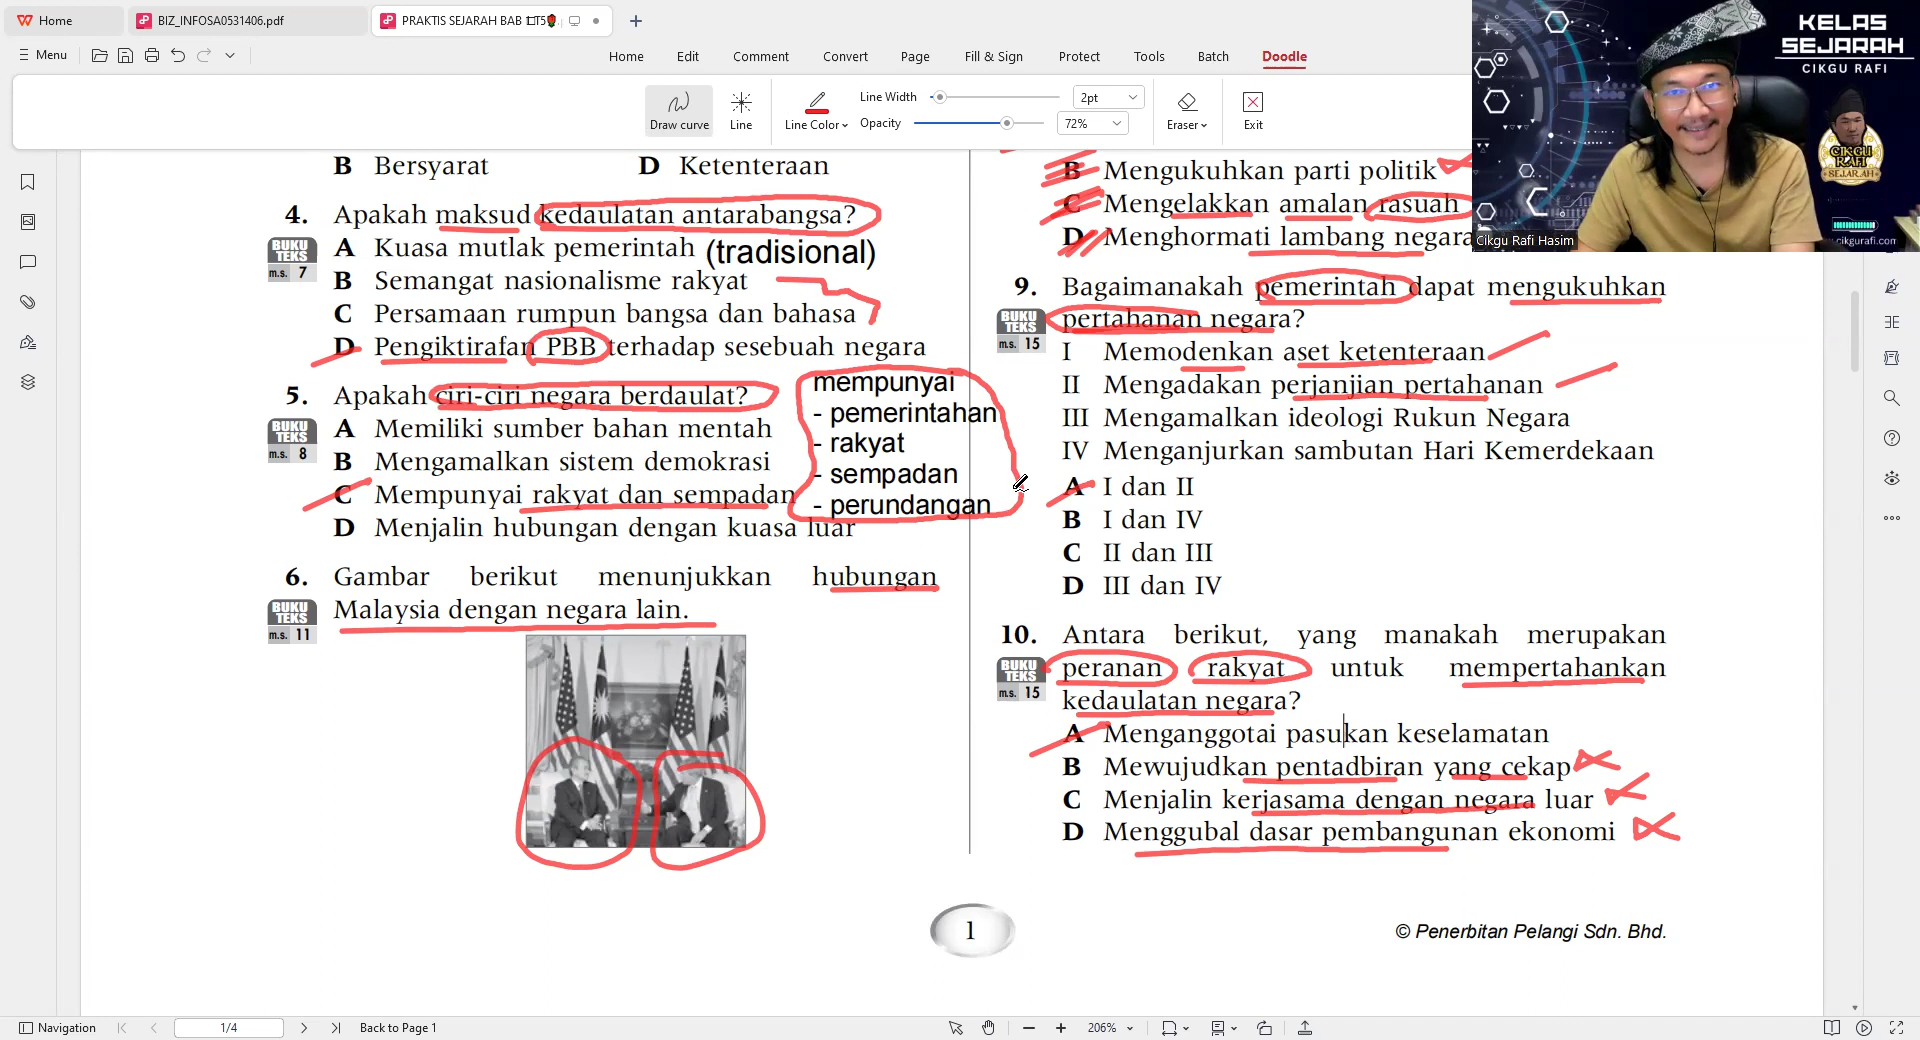 Home
BIZ_INFOSA0531406.pdf
PRAKTIS SEJARAH BAB 1 T5
Menu
Home Edit Comment Convert Page Fill & Sign Protect Tools Batch Doodle
Draw curve
Line
Line Color
Line Width
2pt
Opacity
72%
Eraser
Exit
KELAS
SEJARAH
CIKGU RAFI
CIKGU
RAFI
SEJARAH
cikgurafi.com
Cikgu Rafi Hasim
B Bersyarat
D Ketenteraan
4. Apakah maksud kedaulatan antarabangsa?
BUKU
TEKS
m.s. 7
A Kuasa mutlak pemerintah (tradisional)
B Semangat nasionalisme rakyat
C Persamaan rumpun bangsa dan bahasa
D Pengiktirafan PBB terhadap sesebuah negara
5. Apakah ciri-ciri negara berdaulat?
BUKU
TEKS
m.s. 8
A Memiliki sumber bahan mentah
B Mengamalkan sistem demokrasi
C Mempunyai rakyat dan sempadan
D Menjalin hubungan dengan kuasa luar
mempunyai
- pemerintahan
- rakyat
- sempadan
- perundangan
6. Gambar berikut menunjukkan hubungan
Malaysia dengan negara lain.
BUKU
TEKS
m.s. 11
B Mengukuhkan parti politik
C Mengelakkan amalan rasuah
D Menghormati lambang negara
9. Bagaimanakah pemerintah dapat mengukuhkan
pertahanan negara?
BUKU
TEKS
m.s. 15
I Memodenkan aset ketenteraan
II Mengadakan perjanjian pertahanan
III Mengamalkan ideologi Rukun Negara
IV Menganjurkan sambutan Hari Kemerdekaan
A I dan II
B I dan IV
C II dan III
D III dan IV
10. Antara berikut, yang manakah merupakan
peranan rakyat untuk mempertahankan
kedaulatan negara?
BUKU
TEKS
m.s. 15
A Menganggotai pasukan keselamatan
B Mewujudkan pentadbiran yang cekap
C Menjalin kerjasama dengan negara luar
D Menggubal dasar pembangunan ekonomi
1
© Penerbitan Pelangi Sdn. Bhd.
Navigation
1/4
Back to Page 1
206%